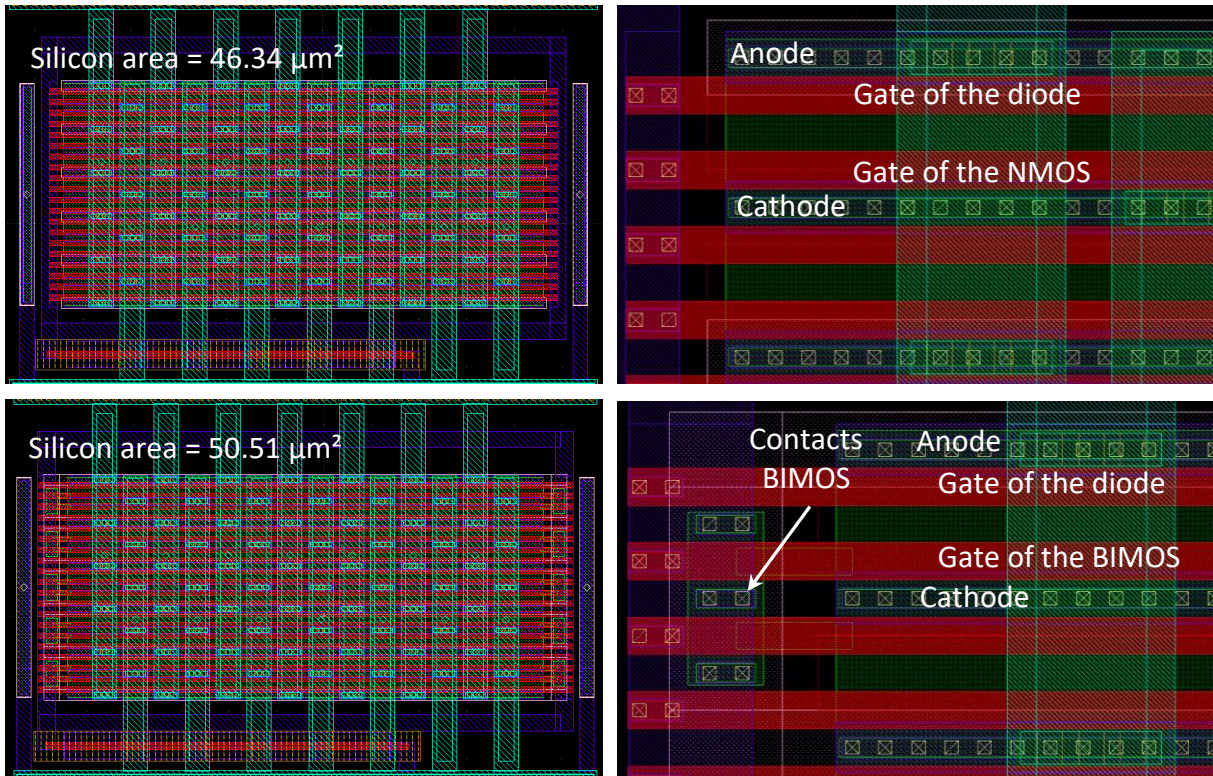 Silicon area = 46.34 µm²
Anode
Gate of the diode
Gate of the NMOS
Cathode
Silicon area = 50.51 µm²
Contacts
BIMOS
Anode
Gate of the diode
Gate of the BIMOS
Cathode